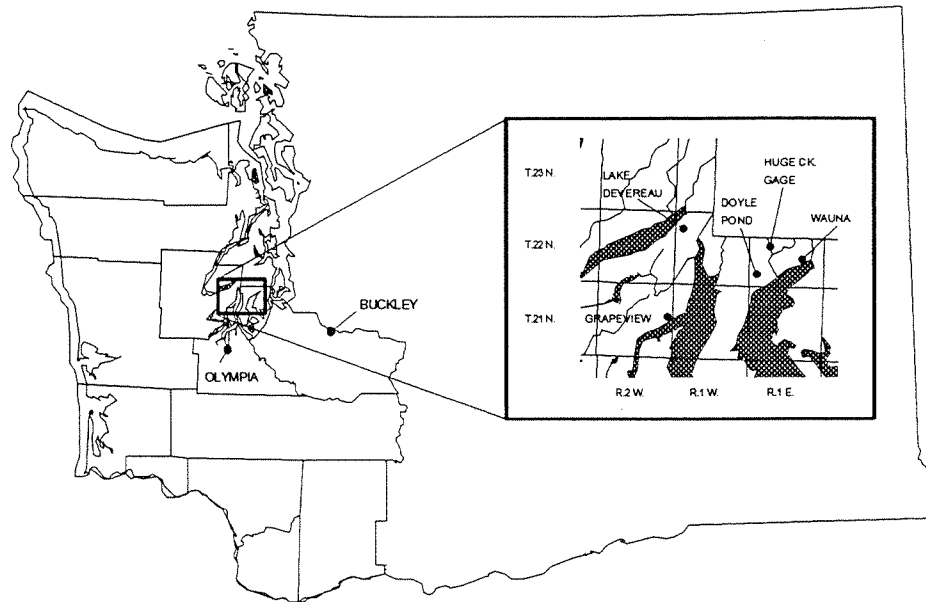 T.23 N.
LAKE
DEVEREAU
HUGE CK.
GAGE
DOYLE
POND
WAUNA
T.22 N.
T.21 N.
GRAPEVIEW
R.2 W.
R.1 W.
R.1 E.
BUCKLEY
OLYMPIA